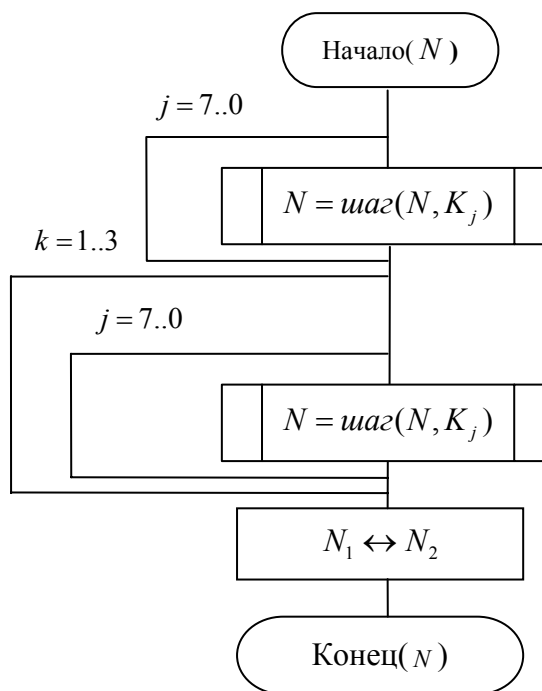 Начало( N )
j = 7..0
N = шаг(N, K_j)
k = 1..3
j = 7..0
N = шаг(N, K_j)
N_1 ↔ N_2
Конец( N )